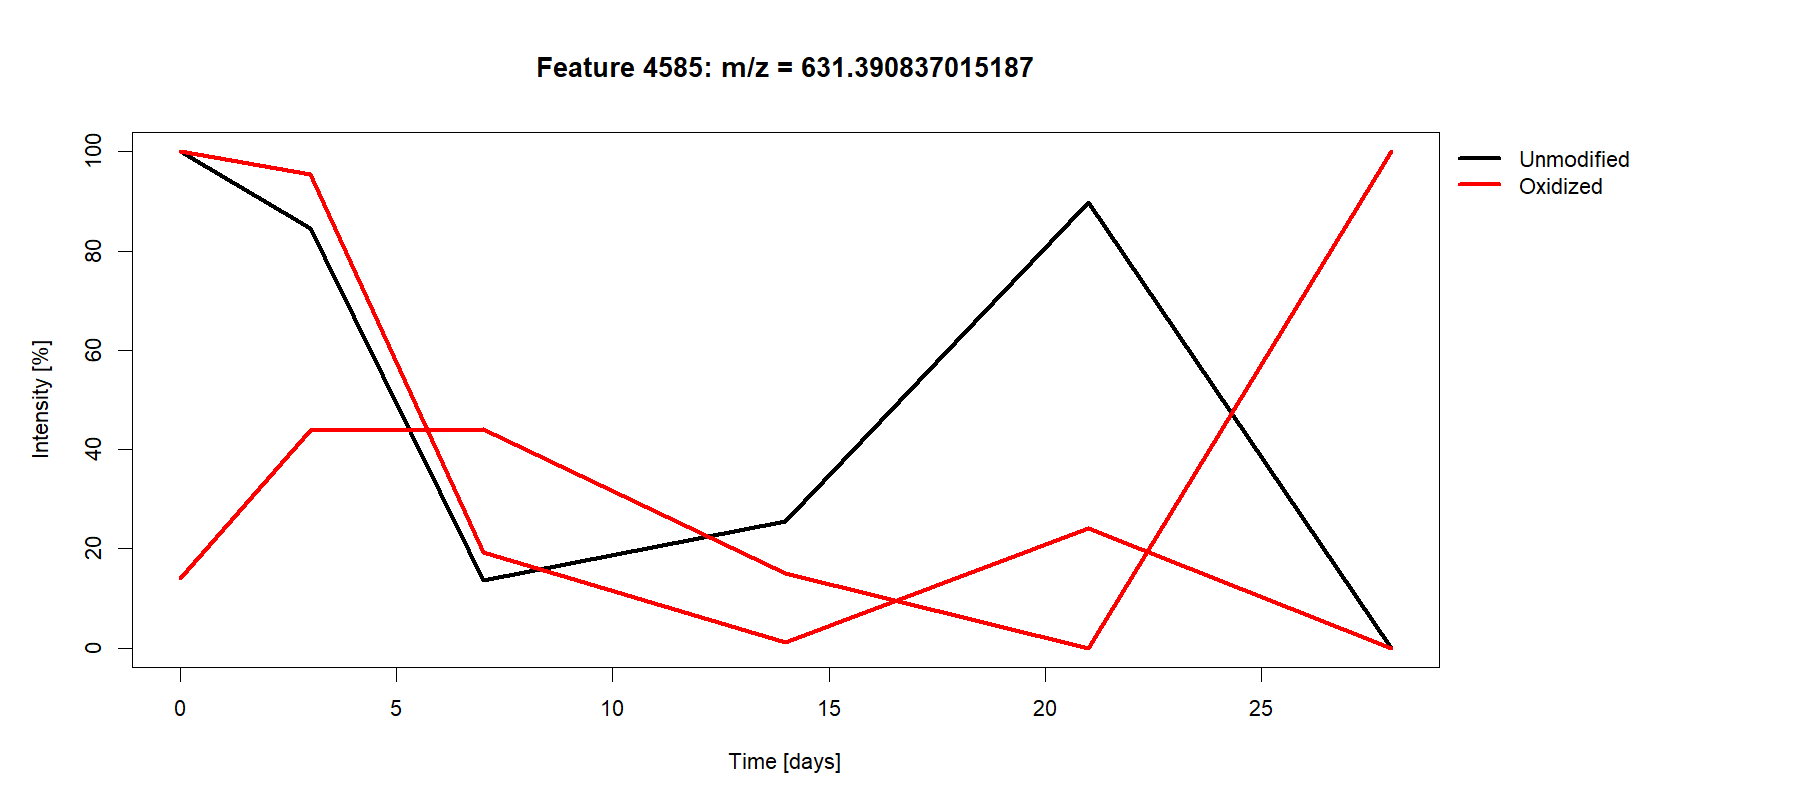 Feature 4585: m/z = 631.390837015187
Unmodified
Oxidized
Intensity [%]
100
80
60
40
20
0
0 5 10 15 20 25
Time [days]